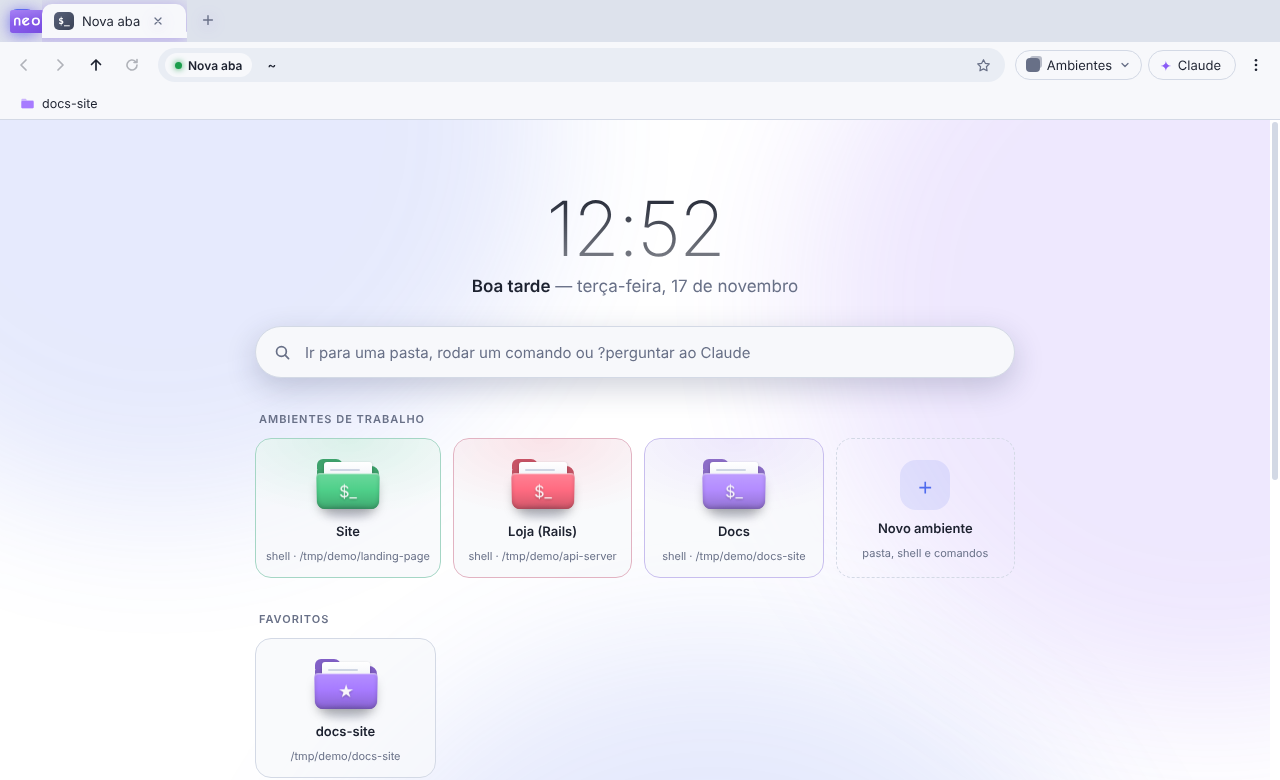 neo
$_ Nova aba
Nova aba ~
Ambientes
Claude
docs-site
12:52
Boa tarde — terça-feira, 17 de novembro
Ir para uma pasta, rodar um comando ou ?perguntar ao Claude
AMBIENTES DE TRABALHO
$_ $_ $_ +
Site Loja (Rails) Docs Novo ambiente
shell · /tmp/demo/landing-page shell · /tmp/demo/api-server shell · /tmp/demo/docs-site pasta, shell e comandos
FAVORITOS
docs-site
/tmp/demo/docs-site